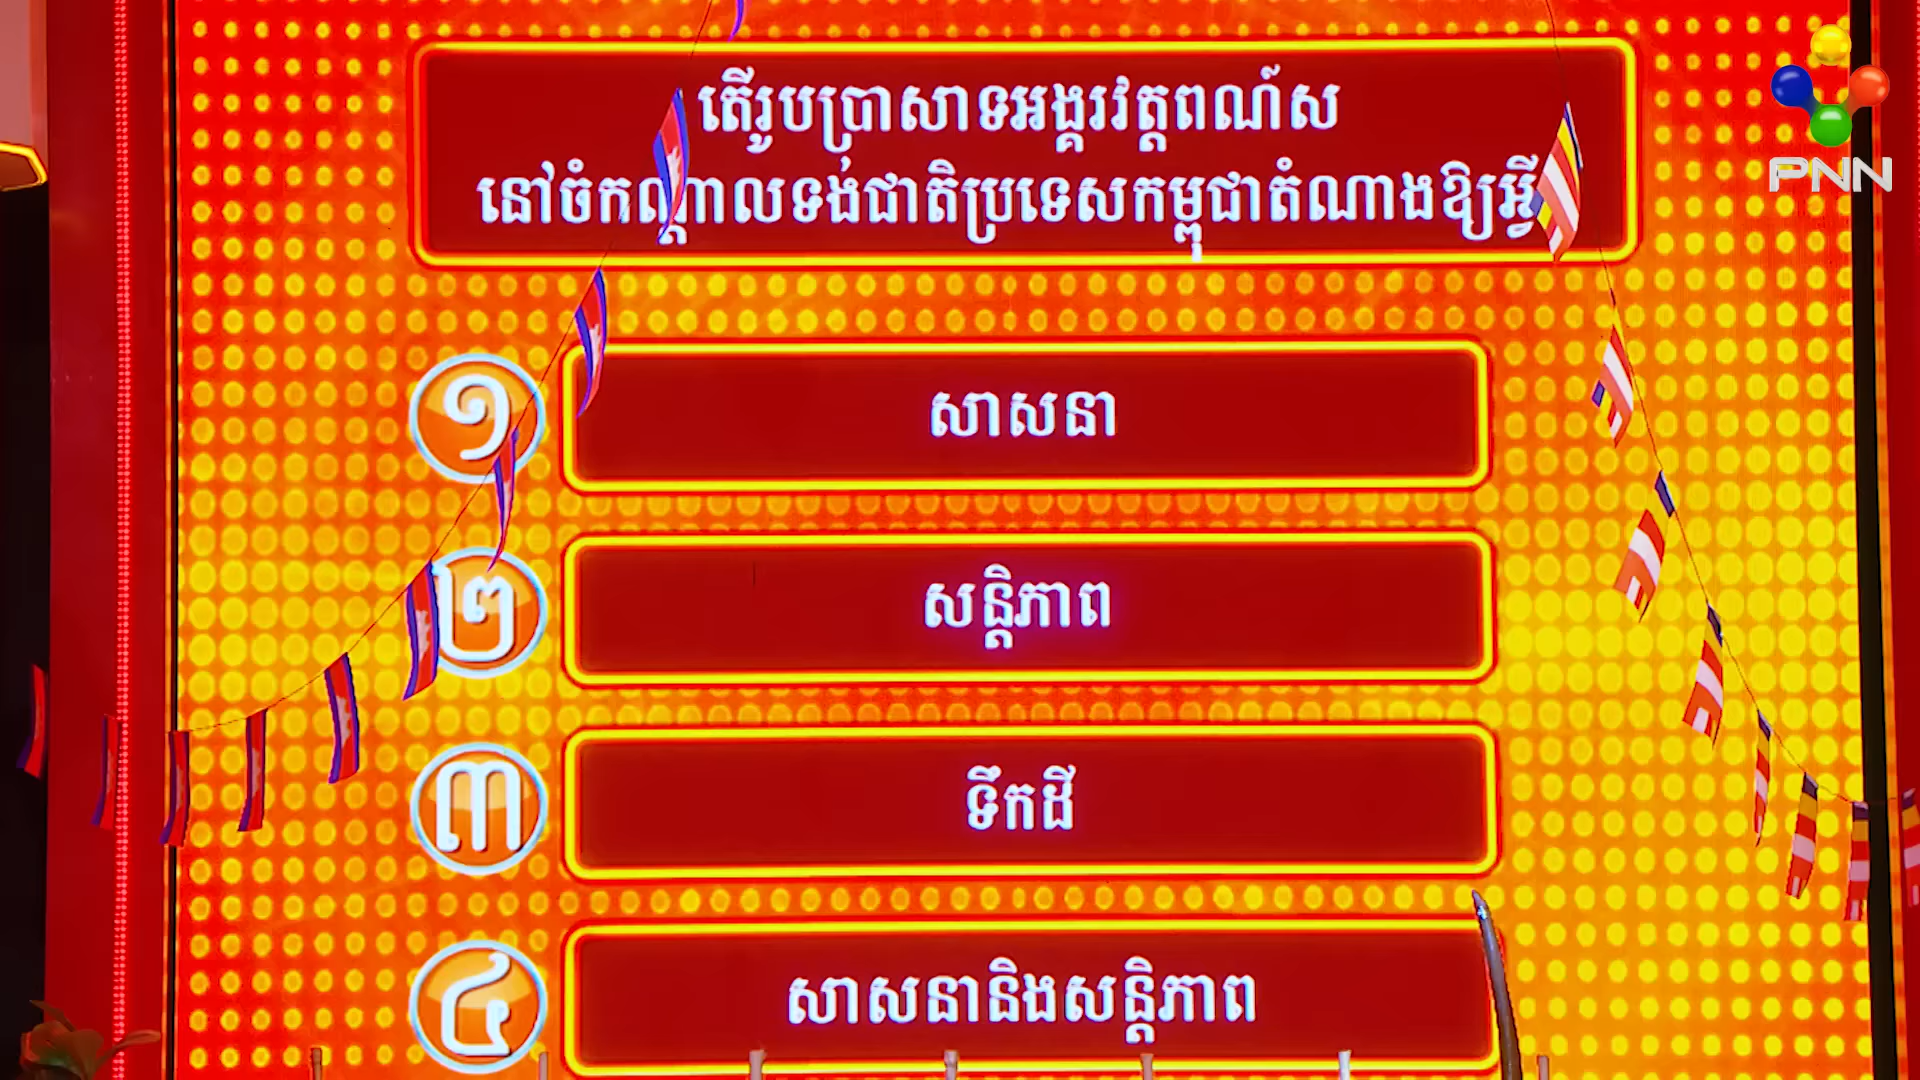 តើរូបប្រាសាទអង្គរវត្តពណ៌ស
នៅចំកណ្តាលទង់ជាតិប្រទេសកម្ពុជាតំណាងឱ្យអ្វី
PNN
១
សាសនា
២
សន្តិភាព
៣
ទឹកដី
៤
សាសនានិងសន្តិភាព